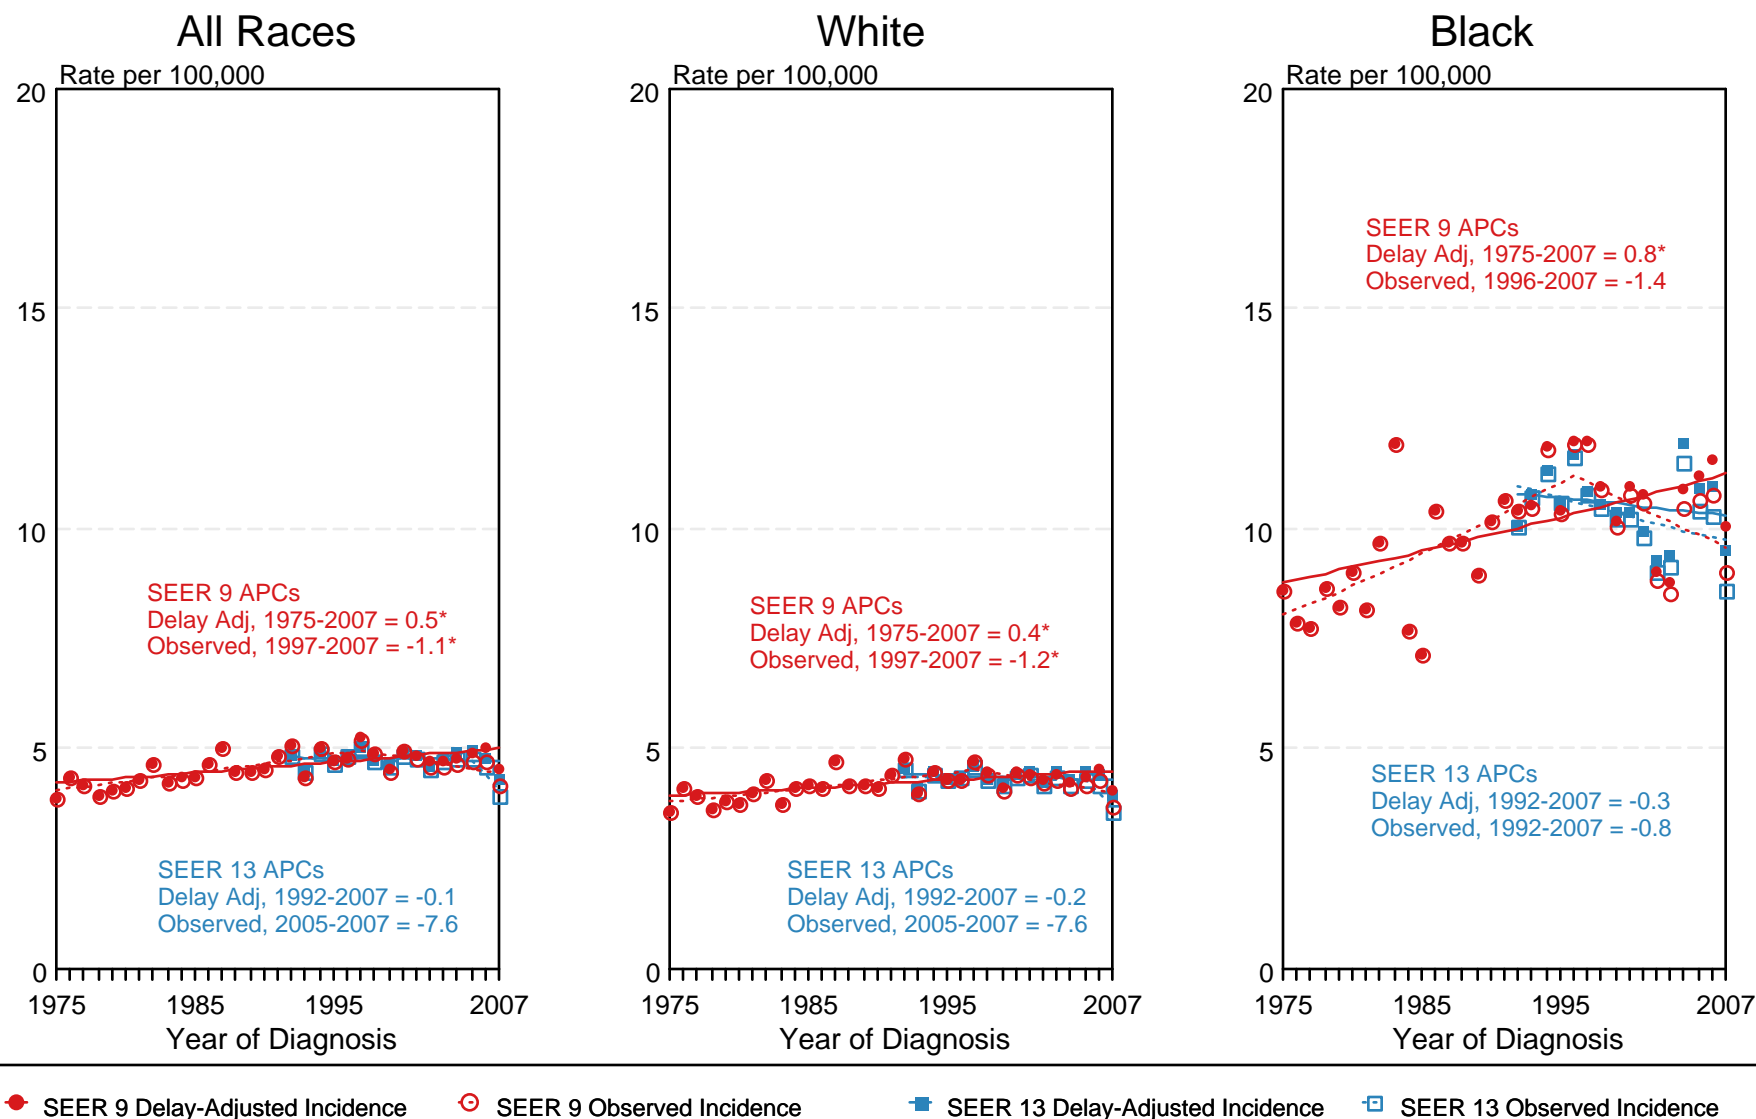 All Races
Rate per 100,000
20
15
10
5
0
SEER 9 APCs
Delay Adj, 1975-2007 = 0.5*
Observed, 1997-2007 = -1.1*
SEER 13 APCs
Delay Adj, 1992-2007 = -0.1
Observed, 2005-2007 = -7.6
1975 1985 1995 2007
Year of Diagnosis
White
Rate per 100,000
20
15
10
5
0
SEER 9 APCs
Delay Adj, 1975-2007 = 0.4*
Observed, 1997-2007 = -1.2*
SEER 13 APCs
Delay Adj, 1992-2007 = -0.2
Observed, 2005-2007 = -7.6
1975 1985 1995 2007
Year of Diagnosis
Black
Rate per 100,000
20
15
10
5
0
SEER 9 APCs
Delay Adj, 1975-2007 = 0.8*
Observed, 1996-2007 = -1.4
SEER 13 APCs
Delay Adj, 1992-2007 = -0.3
Observed, 1992-2007 = -0.8
1975 1985 1995 2007
Year of Diagnosis
SEER 9 Delay-Adjusted Incidence SEER 9 Observed Incidence SEER 13 Delay-Adjusted Incidence SEER 13 Observed Incidence